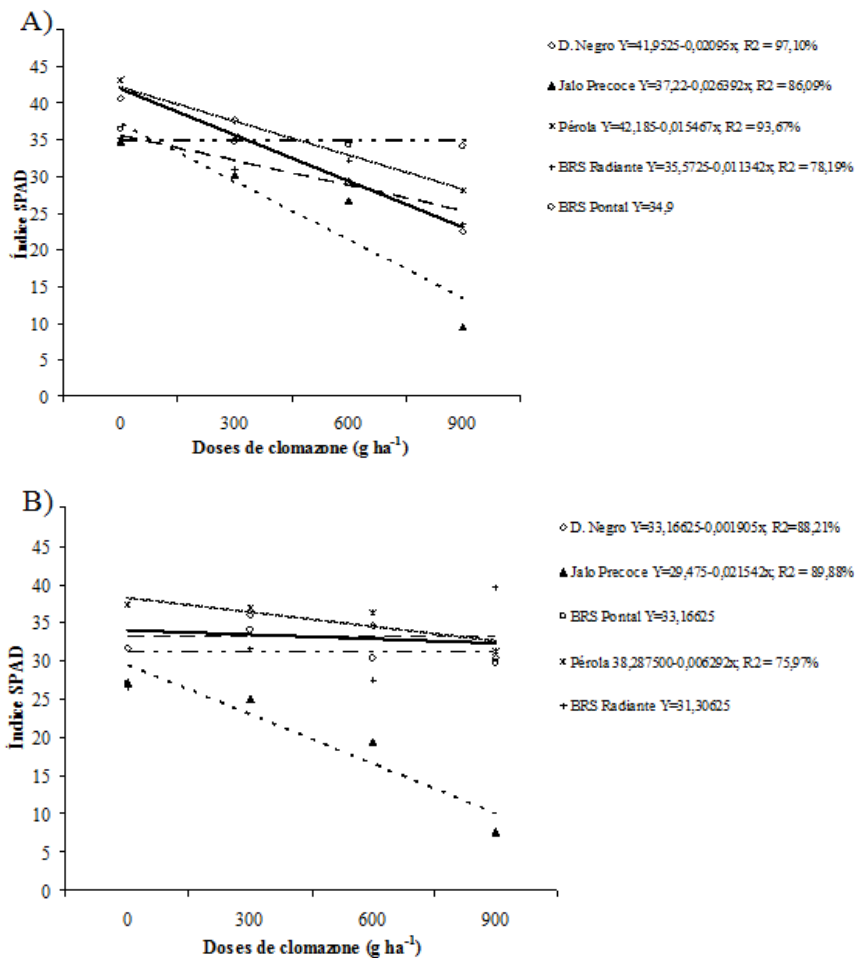 A)
D. Negro Y=41,9525-0,02095x; R2 = 97,10%
Jalo Precoce Y=37,22-0,026392x; R2 = 86,09%
Pérola Y=42,185-0,015467x; R2 = 93,67%
BRS Radiante Y=35,5725-0,011342x; R2 = 78,19%
BRS Pontal Y=34,9
Índice SPAD
45
40
35
30
25
20
15
10
5
0
0 300 600 900
Doses de clomazone (g ha⁻¹)
B)
D. Negro Y=33,16625-0,001905x; R2=88,21%
Jalo Precoce Y=29,475-0,021542x; R2 = 89,88%
BRS Pontal Y=33,16625
Pérola 38,287500-0,006292x; R2 = 75,97%
BRS Radiante Y=31,30625
Índice SPAD
45
40
35
30
25
20
15
10
5
0
0 300 600 900
Doses de clomazone (g ha⁻¹)